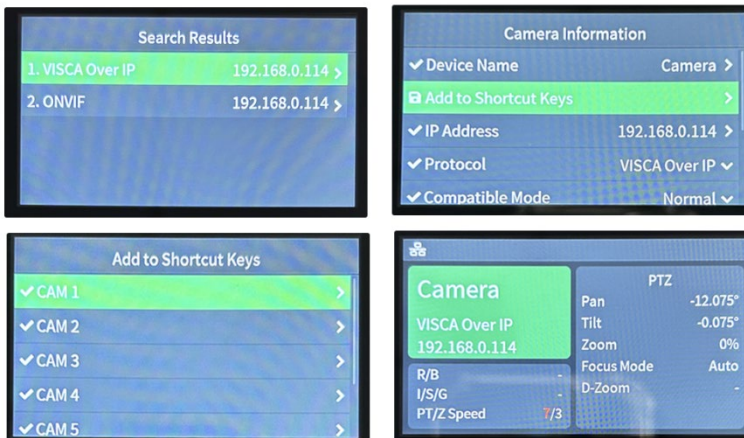 Search Results
1. VISCA Over IP 192.168.0.114
2. ONVIF 192.168.0.114
Camera Information
Device Name Camera
Add to Shortcut Keys
IP Address 192.168.0.114
Protocol VISCA Over IP
Compatible Mode Normal
Add to Shortcut Keys
CAM 1
CAM 2
CAM 3
CAM 4
CAM 5
Camera
VISCA Over IP
192.168.0.114
R/B -
I/S/G -
PT/Z Speed 7/3
PTZ
Pan -12.075°
Tilt -0.075°
Zoom 0%
Focus Mode Auto
D-Zoom -